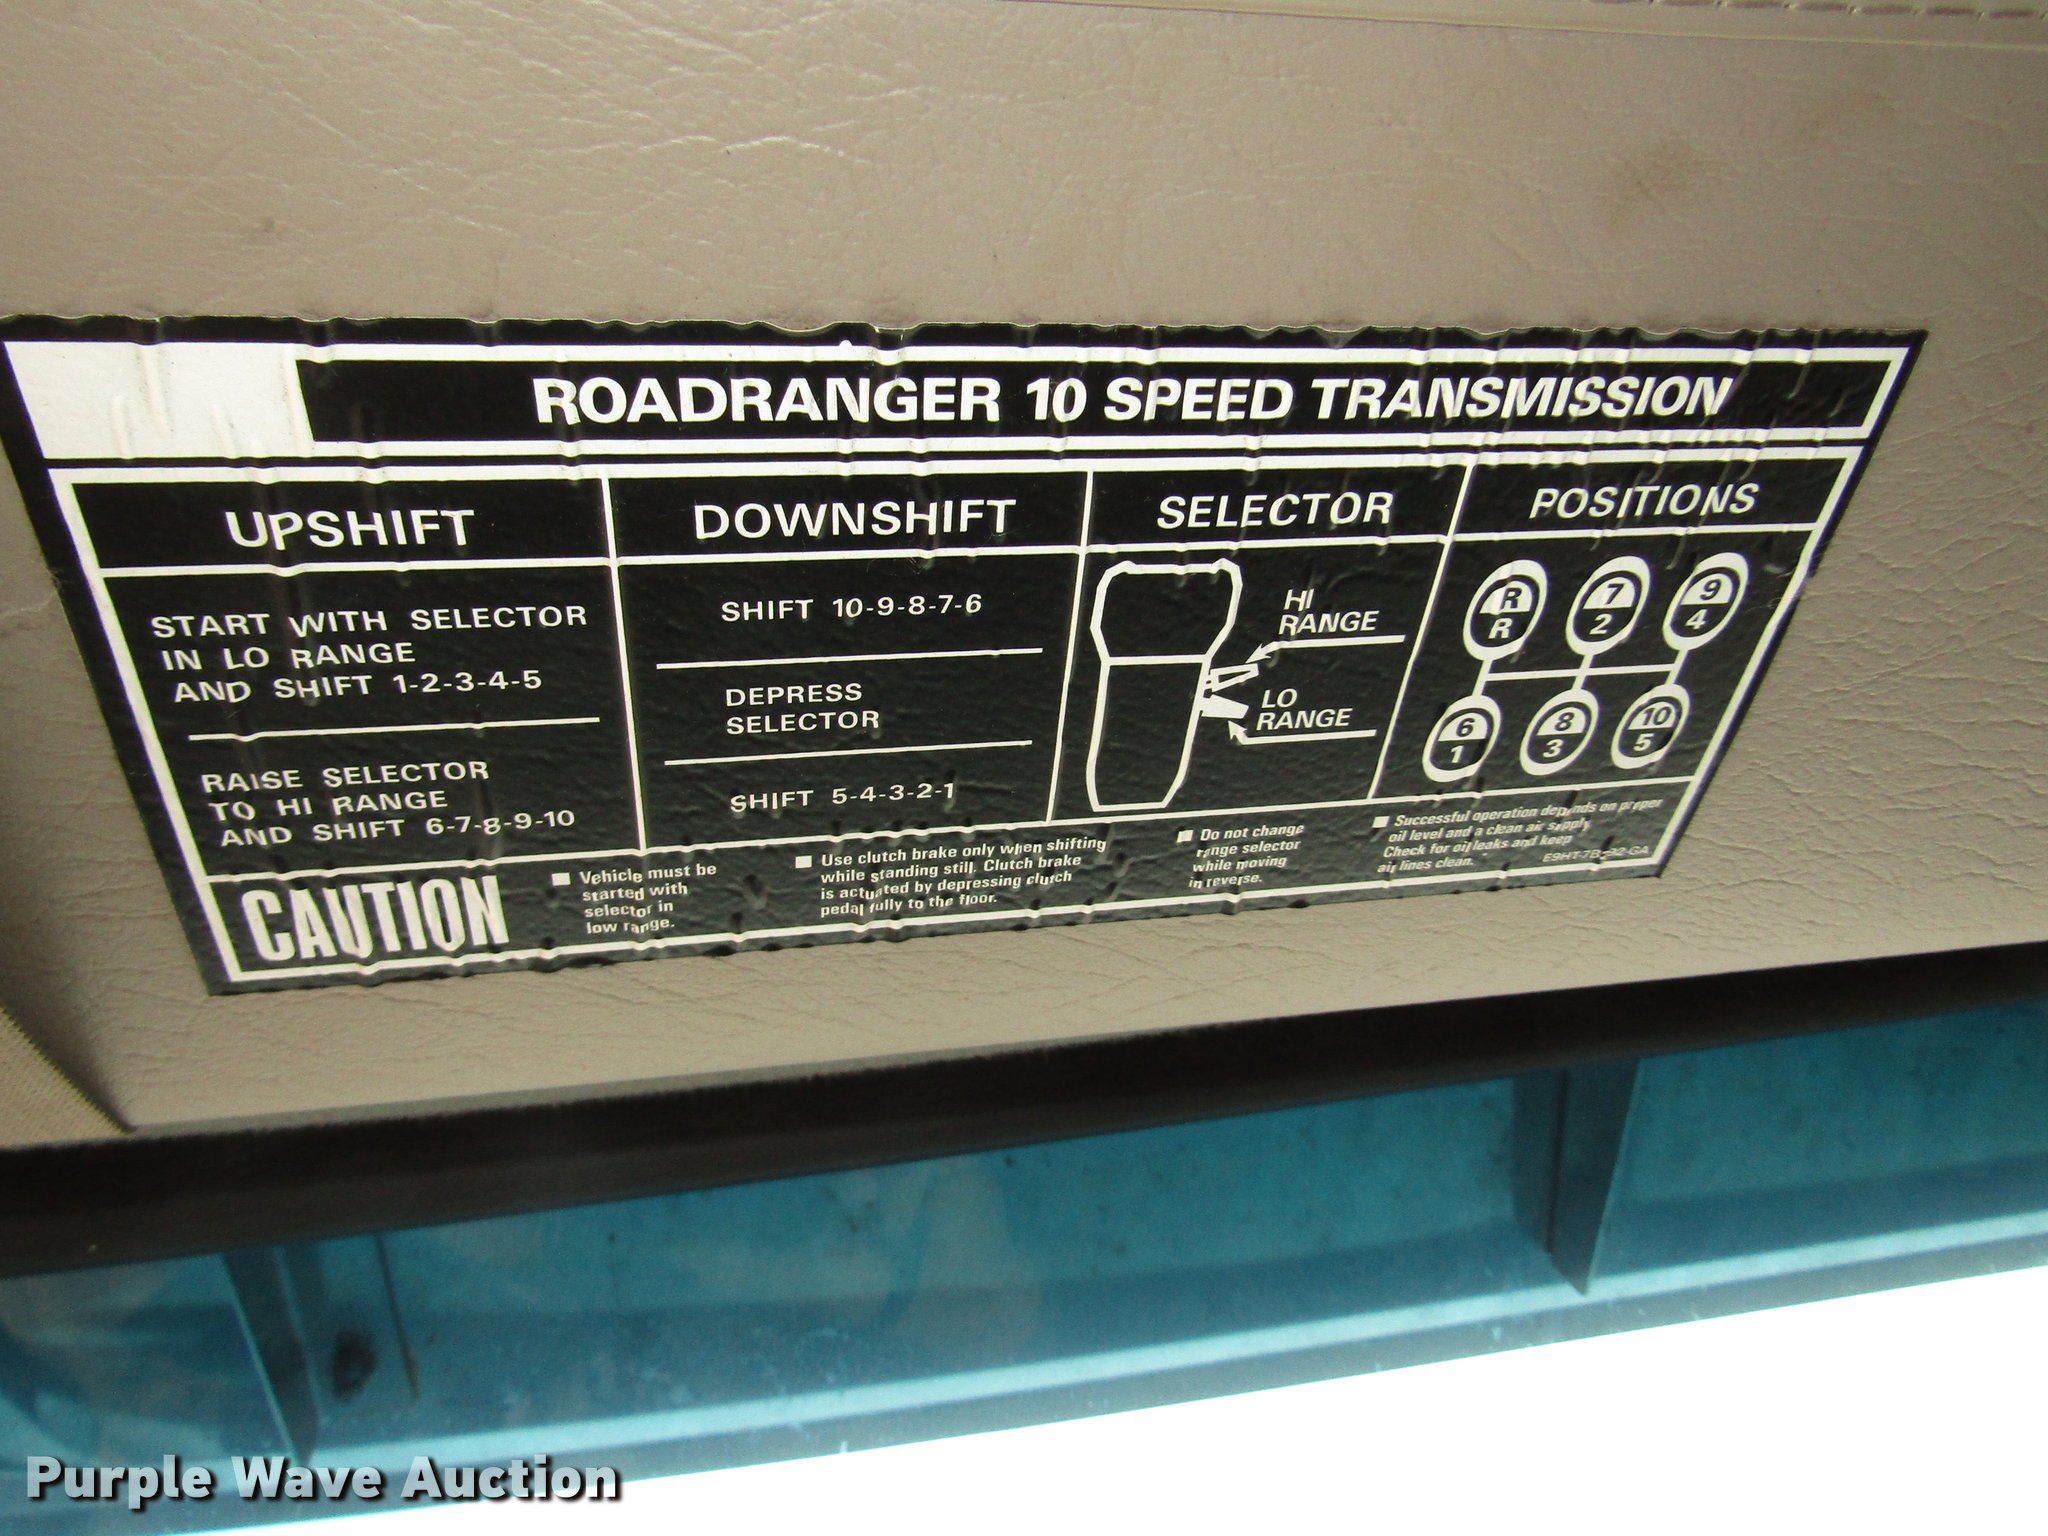 ROADRANGER 10 SPEED TRANSMISSION
UPSHIFT
START WITH SELECTOR
IN LO RANGE
AND SHIFT 1-2-3-4-5
RAISE SELECTOR
TO HI RANGE
AND SHIFT 6-7-8-9-10
DOWNSHIFT
SHIFT 10-9-8-7-6
DEPRESS
SELECTOR
SHIFT 5-4-3-2-1
SELECTOR
HI
RANGE
LO
RANGE
POSITIONS
R 7 9
R 2 4
6 8 10
1 3 5
CAUTION
■ Vehicle must be
started with
selector in
low range.
■ Use clutch brake only when shifting
while standing still. Clutch brake
is actuated by depressing clutch
pedal fully to the floor.
■ Do not change
range selector
while moving
in reverse.
■ Successful operation depends on proper
oil level and a clean air supply
Check for oil leaks and keep
air lines clean.
Purple Wave Auction